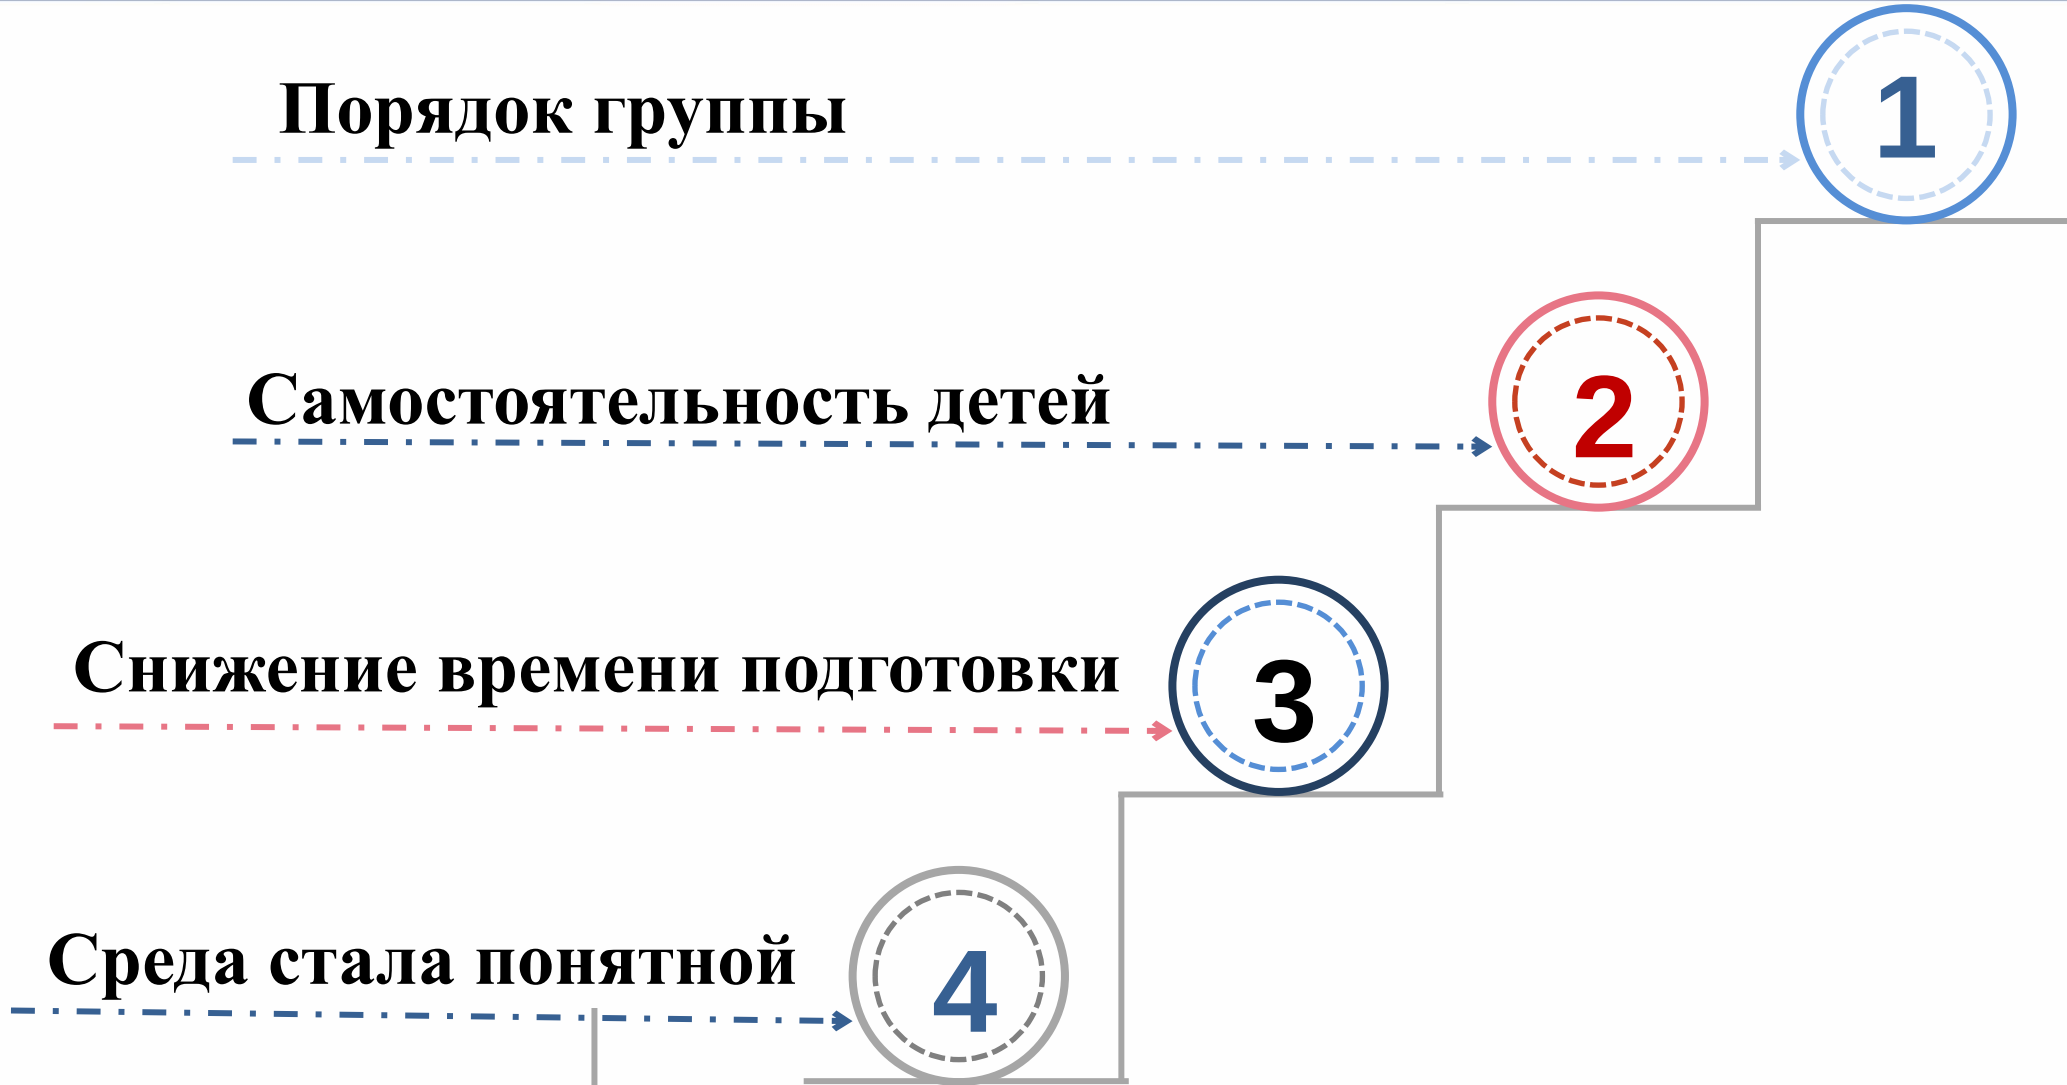 Порядок группы
1
Самостоятельность детей
2
Снижение времени подготовки
3
Среда стала понятной
4